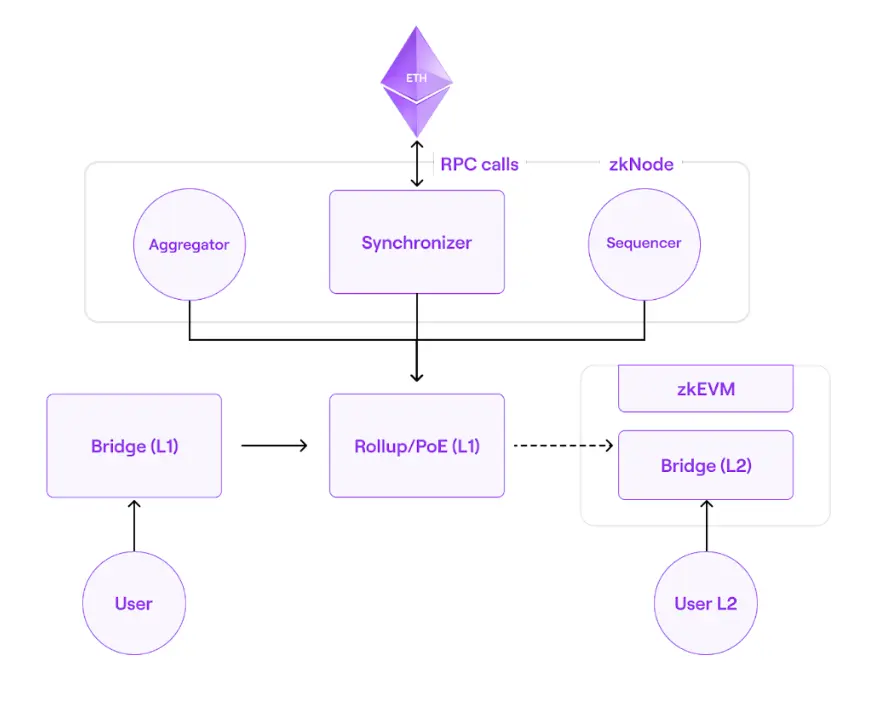 ETH
RPC calls
zkNode
Aggregator
Synchronizer
Sequencer
zkEVM
Bridge (L1)
Rollup/PoE (L1)
Bridge (L2)
User
User L2